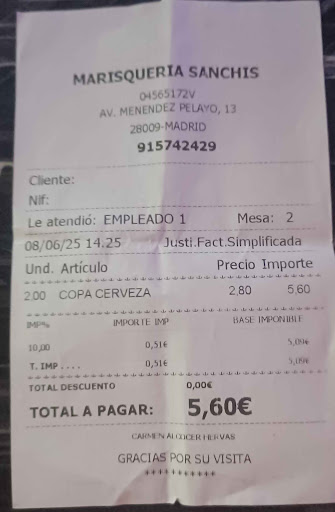 MARISQUERIA SANCHIS
04565172V
AV. MENENDEZ PELAYO, 13
28009-MADRID
915742429
Cliente:
Nif:
Le atendió: EMPLEADO 1 Mesa: 2
08/06/25 14.25 Justi.Fact.Simplificada
Und. Artículo Precio Importe
2.00 COPA CERVEZA 2,80 5,60
IMP% IMPORTE IMP BASE IMPONIBLE
10,00 0,51€ 5,09€
T. IMP .... 0,51€ 5,09€
TOTAL DESCUENTO 0,00€
TOTAL A PAGAR: 5,60€
CARMEN ALCOCER HERVAS
GRACIAS POR SU VISITA
***********